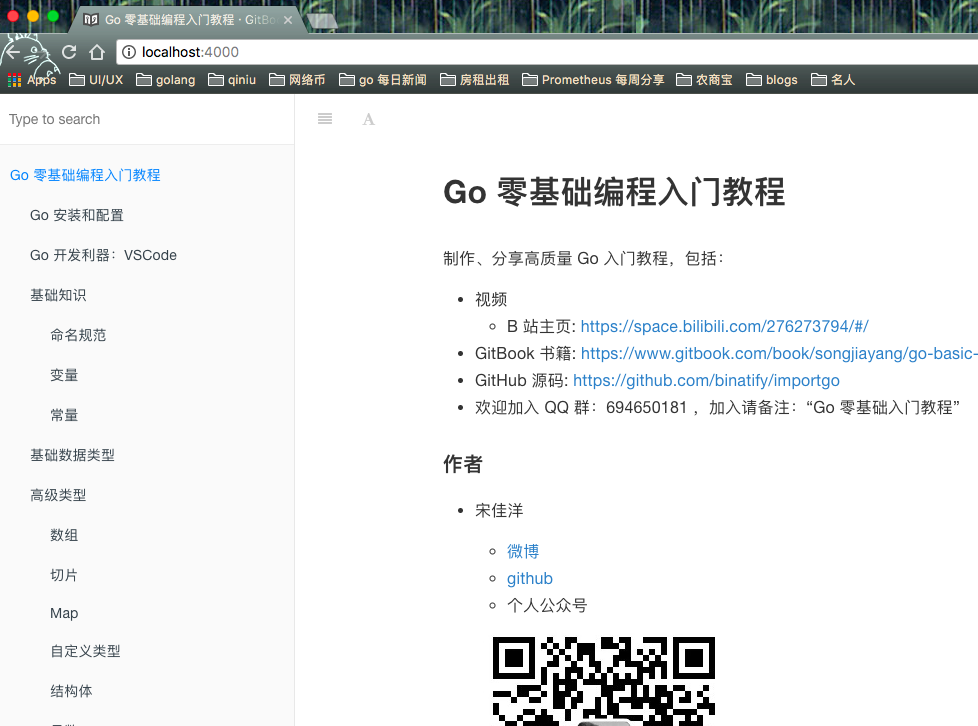 Go 零基础编程入门教程 · GitBo
localhost:4000
Apps UI/UX golang qiniu 网络币 go 每日新闻 房租出租 Prometheus 每周分享 农商宝 blogs 名人
Type to search
A
Go 零基础编程入门教程
Go 安装和配置
Go 开发利器：VSCode
基础知识
命名规范
变量
常量
基础数据类型
高级类型
数组
切片
Map
自定义类型
结构体
Go 零基础编程入门教程
制作、分享高质量 Go 入门教程，包括：
视频
B 站主页: https://space.bilibili.com/276273794/#/
GitBook 书籍: https://www.gitbook.com/book/songjiayang/go-basic-
GitHub 源码: https://github.com/binatify/importgo
欢迎加入 QQ 群：694650181 ，加入请备注：“Go 零基础入门教程”
作者
宋佳洋
微博
github
个人公众号